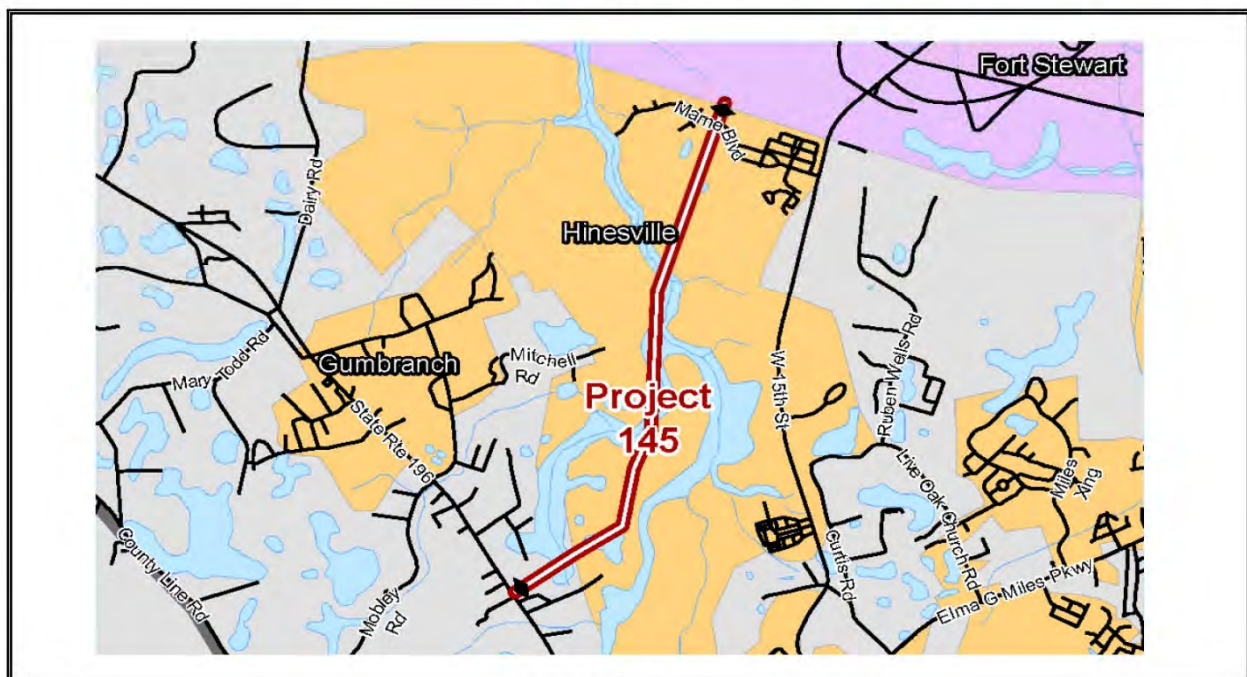 Fort Stewart
Marne Blvd
Dairy Rd
Hinesville
Mary Todd Rd
Gumbranch
Mitchell
Rd
W 15th St
Ruben Wells Rd
Project
145
State Rte 196
Live Oak Church Rd
Miles
Xing
County Line Rd
Mobley
Rd
Curtis Rd
Elma G Miles Pkwy